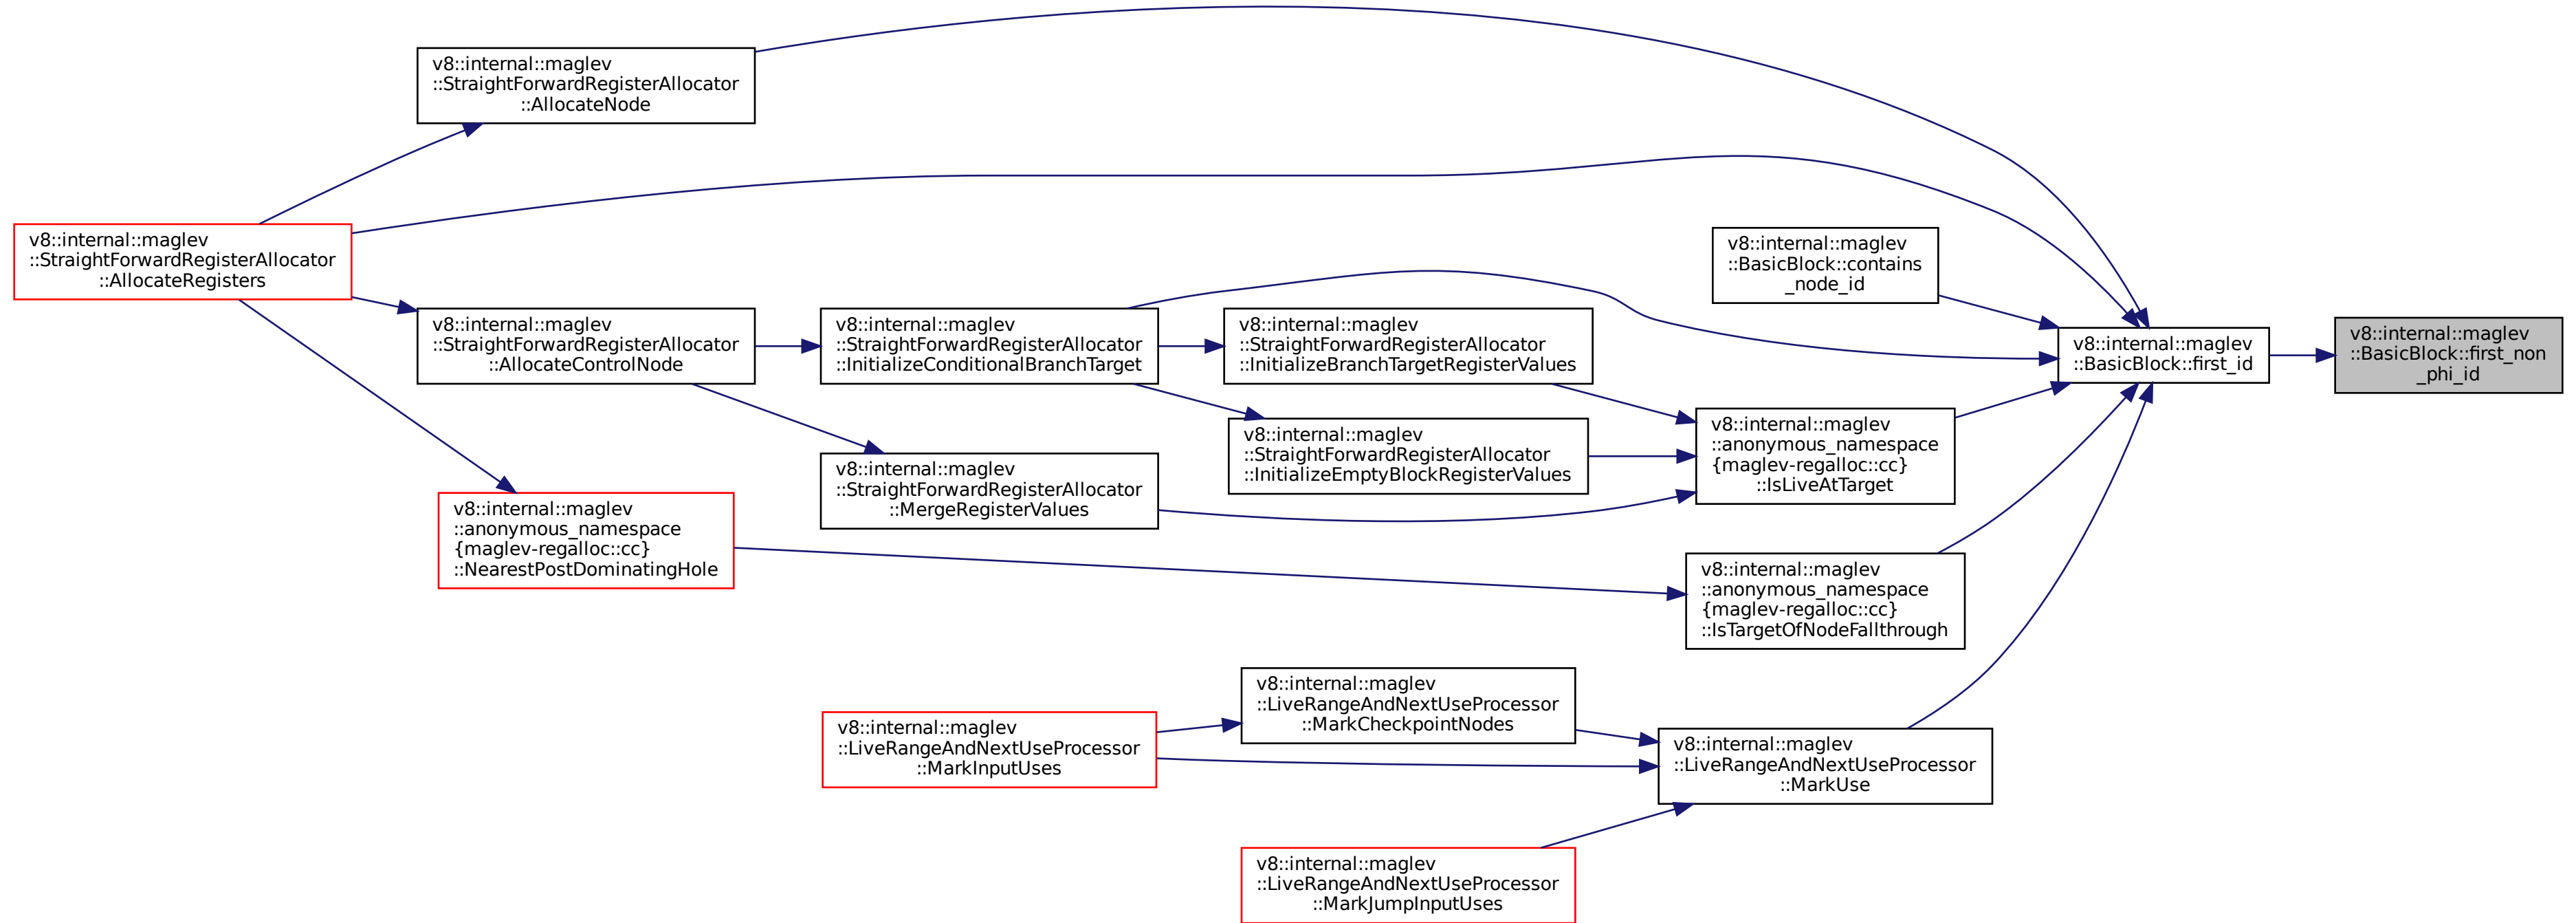 v8::internal::maglev
::StraightForwardRegisterAllocator
::AllocateNode
v8::internal::maglev
::StraightForwardRegisterAllocator
::AllocateRegisters
v8::internal::maglev
::StraightForwardRegisterAllocator
::AllocateControlNode
v8::internal::maglev
::anonymous_namespace
{maglev-regalloc::cc}
::NearestPostDominatingHole
v8::internal::maglev
::StraightForwardRegisterAllocator
::InitializeConditionalBranchTarget
v8::internal::maglev
::StraightForwardRegisterAllocator
::MergeRegisterValues
v8::internal::maglev
::LiveRangeAndNextUseProcessor
::MarkInputUses
v8::internal::maglev
::StraightForwardRegisterAllocator
::InitializeBranchTargetRegisterValues
v8::internal::maglev
::StraightForwardRegisterAllocator
::InitializeEmptyBlockRegisterValues
v8::internal::maglev
::LiveRangeAndNextUseProcessor
::MarkCheckpointNodes
v8::internal::maglev
::LiveRangeAndNextUseProcessor
::MarkJumpInputUses
v8::internal::maglev
::BasicBlock::contains
_node_id
v8::internal::maglev
::anonymous_namespace
{maglev-regalloc::cc}
::IsLiveAtTarget
v8::internal::maglev
::anonymous_namespace
{maglev-regalloc::cc}
::IsTargetOfNodeFallthrough
v8::internal::maglev
::LiveRangeAndNextUseProcessor
::MarkUse
v8::internal::maglev
::BasicBlock::first_id
v8::internal::maglev
::BasicBlock::first_non
_phi_id